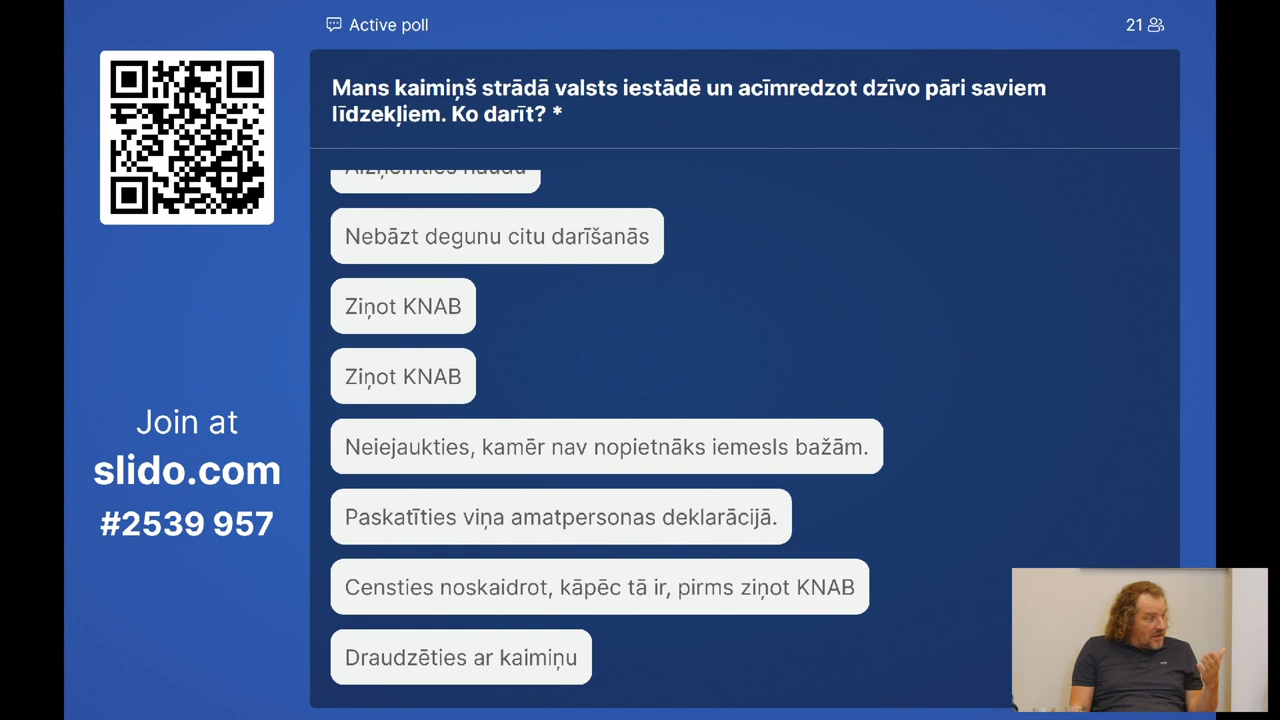 Active poll
21
Mans kaimiņš strādā valsts iestādē un acīmredzot dzīvo pāri saviem
līdzekļiem. Ko darīt? *
Aizņemties naudu
Nebāzt degunu citu darīšanās
Ziņot KNAB
Ziņot KNAB
Neiejaukties, kamēr nav nopietnāks iemesls bažām.
Paskatīties viņa amatpersonas deklarācijā.
Censties noskaidrot, kāpēc tā ir, pirms ziņot KNAB
Draudzēties ar kaimiņu
Join at
slido.com
#2539 957